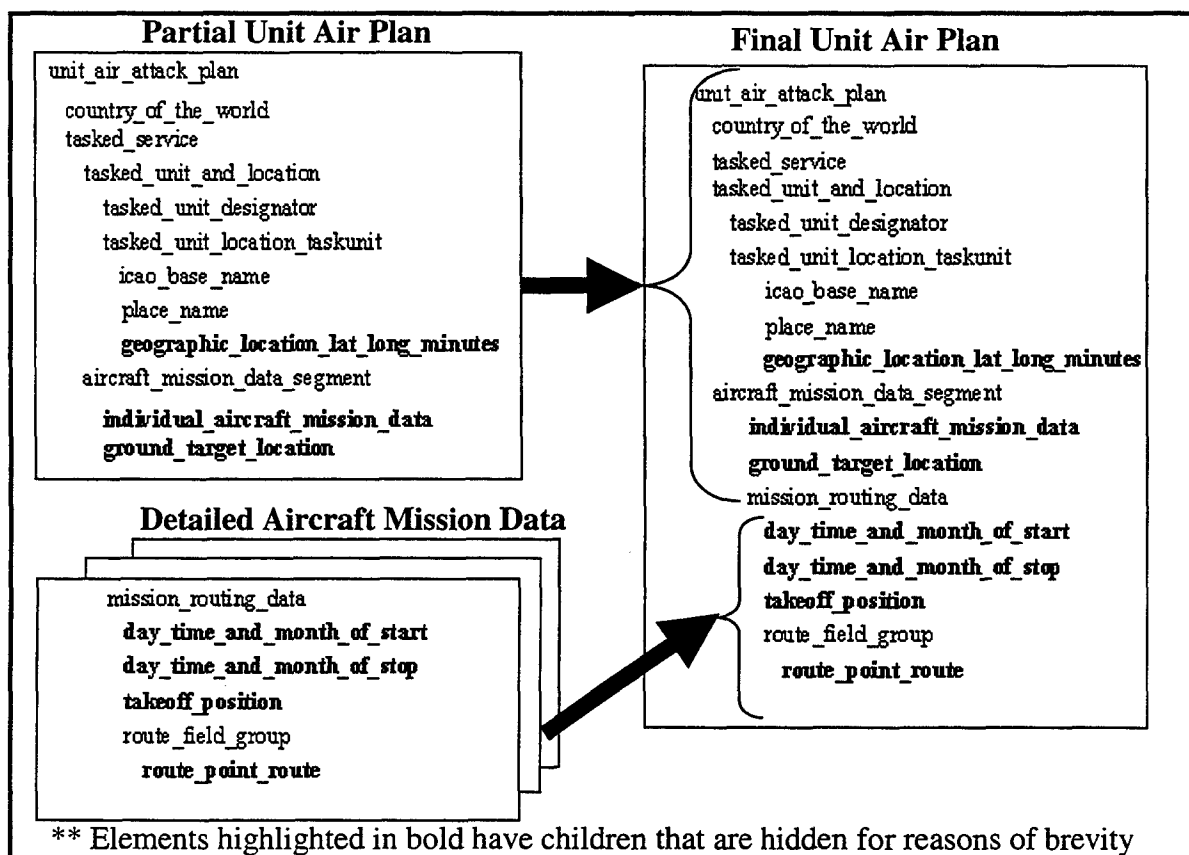 Partial Unit Air Plan
unit_air_attack_plan
country_of_the_world
tasked_service
tasked_unit_and_location
tasked_unit_designator
tasked_unit_location_taskunit
icao_base_name
place_name
geographic_location_lat_long_minutes
aircraft_mission_data_segment
individual_aircraft_mission_data
ground_target_location
Detailed Aircraft Mission Data
mission_routing_data
day_time_and_month_of_start
day_time_and_month_of_stop
takeoff_position
route_field_group
route_point_route
Final Unit Air Plan
unit_air_attack_plan
country_of_the_world
tasked_service
tasked_unit_and_location
tasked_unit_designator
tasked_unit_location_taskunit
icao_base_name
place_name
geographic_location_lat_long_minutes
aircraft_mission_data_segment
individual_aircraft_mission_data
ground_target_location
mission_routing_data
day_time_and_month_of_start
day_time_and_month_of_stop
takeoff_position
route_field_group
route_point_route
** Elements highlighted in bold have children that are hidden for reasons of brevity